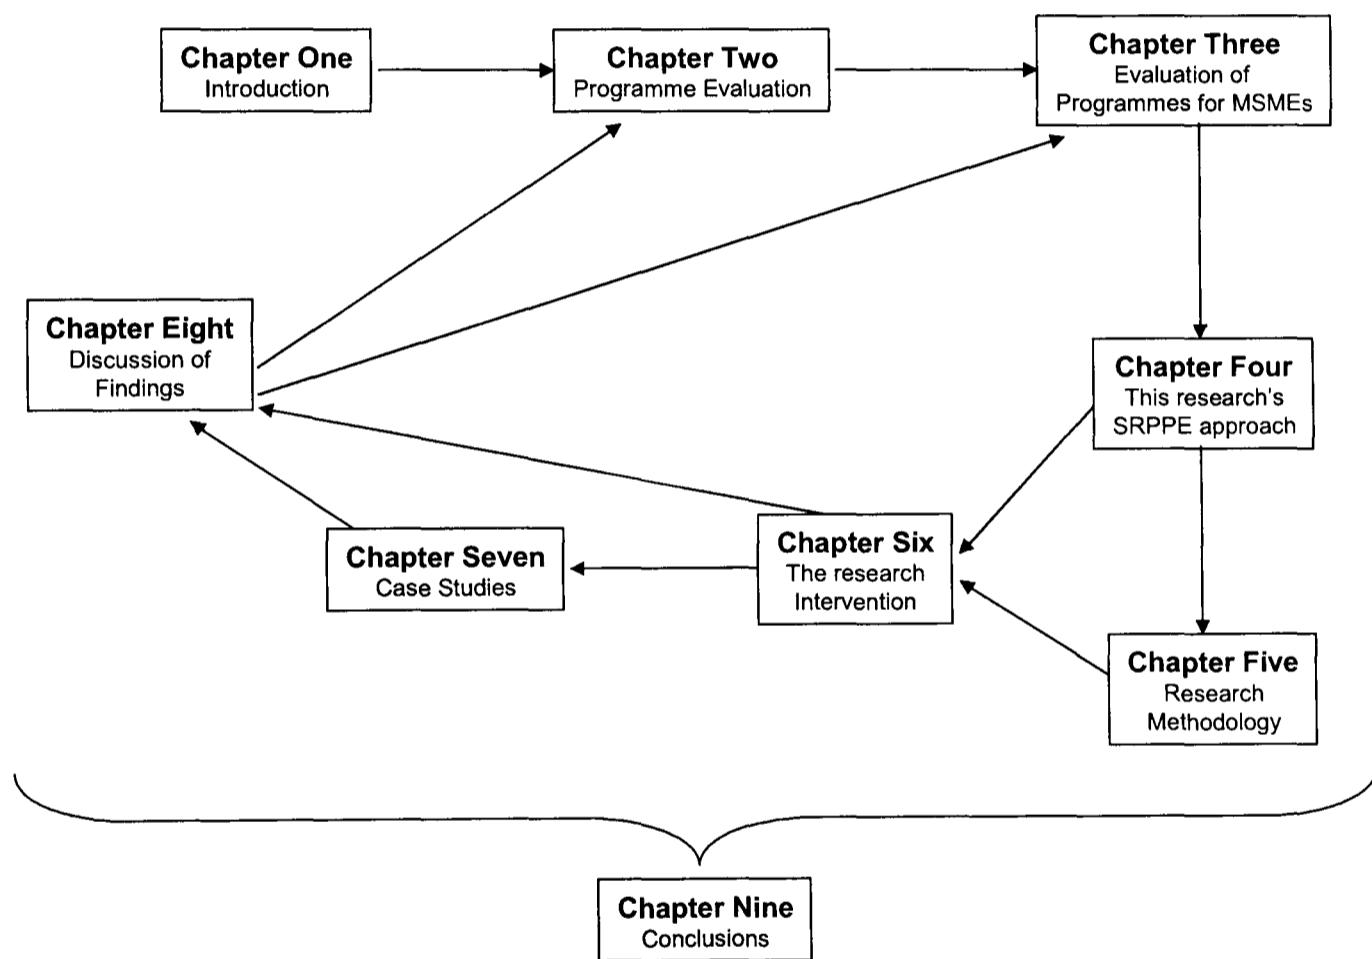 Chapter One
Introduction
Chapter Two
Programme Evaluation
Chapter Three
Evaluation of
Programmes for MSMEs
Chapter Eight
Discussion of
Findings
Chapter Four
This research's
SRPPE approach
Chapter Seven
Case Studies
Chapter Six
The research
Intervention
Chapter Five
Research
Methodology
Chapter Nine
Conclusions